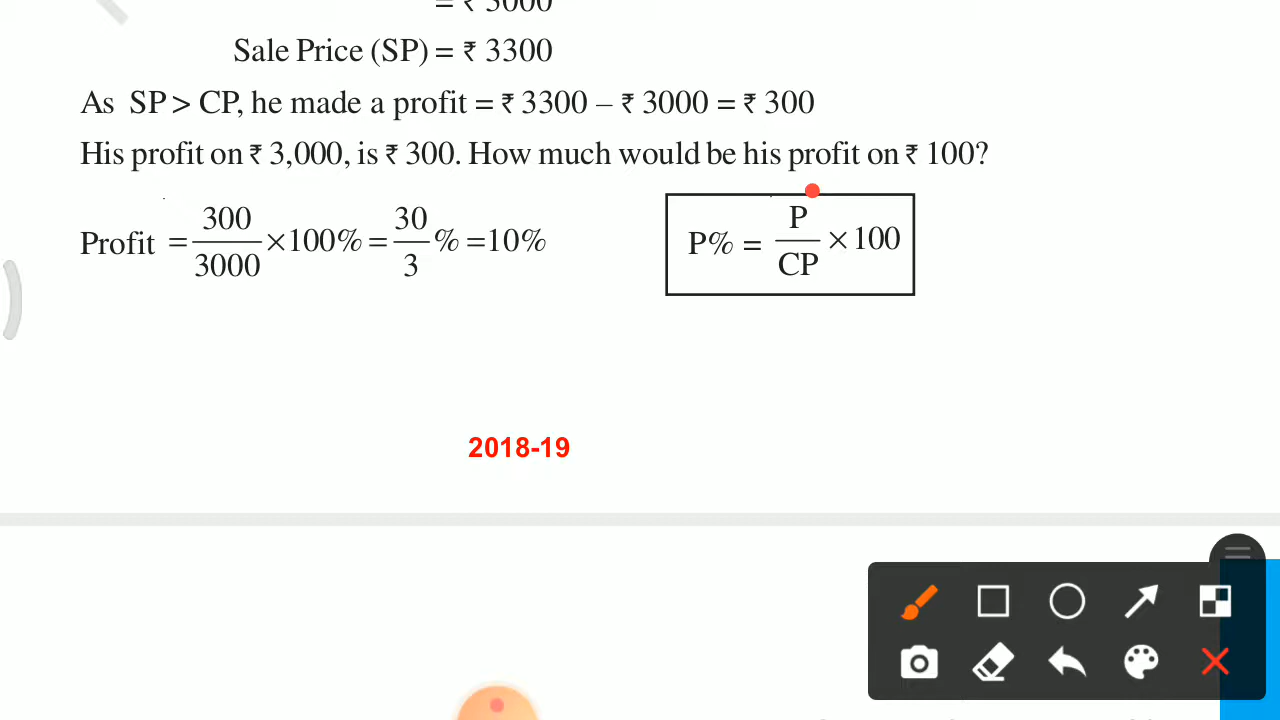 = ₹ 3000
Sale Price (SP) = ₹ 3300
As SP > CP, he made a profit = ₹ 3300 – ₹ 3000 = ₹ 300
His profit on ₹ 3,000, is ₹ 300. How much would be his profit on ₹ 100?
Profit = 300/3000 × 100% = 30/3 % = 10%
P% = P/CP × 100
2018-19